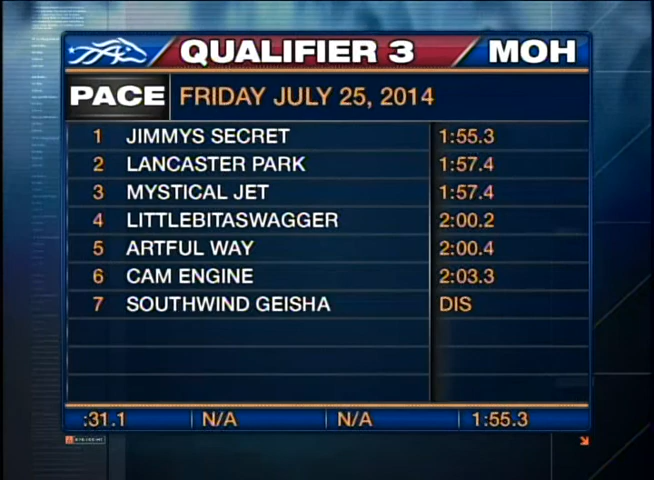 QUALIFIER 3 MOH
PACE FRIDAY JULY 25, 2014
1 JIMMYS SECRET 1:55.3
2 LANCASTER PARK 1:57.4
3 MYSTICAL JET 1:57.4
4 LITTLEBITASWAGGER 2:00.2
5 ARTFUL WAY 2:00.4
6 CAM ENGINE 2:03.3
7 SOUTHWIND GEISHA DIS
:31.1 N/A N/A 1:55.3